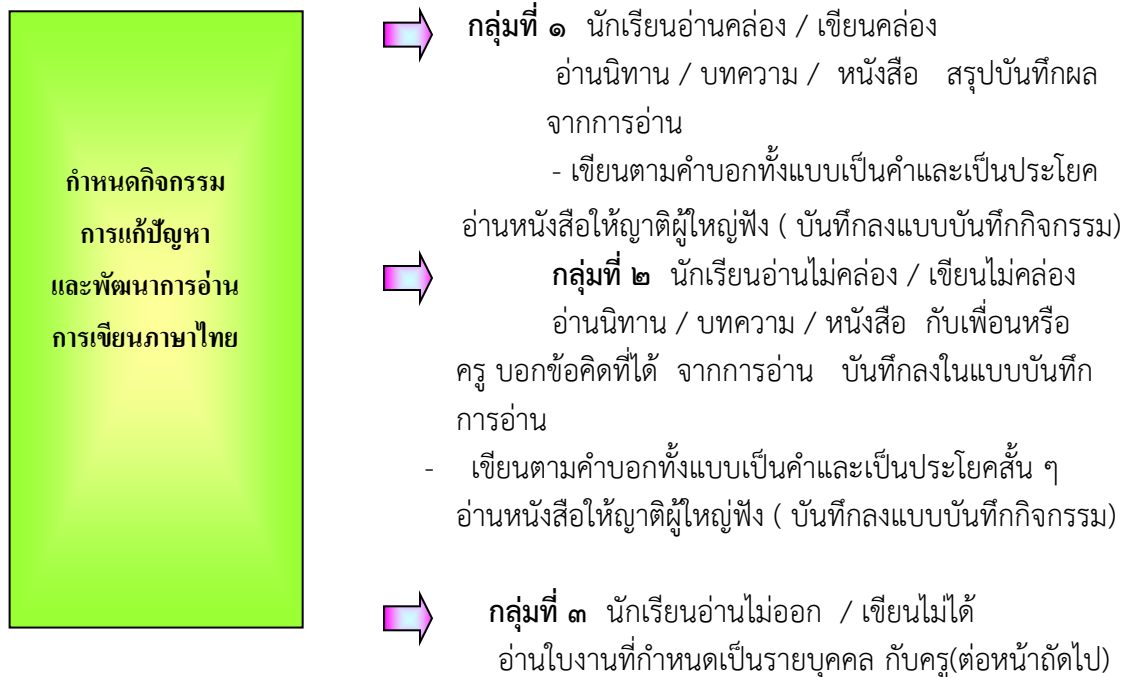 กำหนดกิจกรรม
การแก้ปัญหา
และพัฒนาการอ่าน
การเขียนภาษาไทย
กลุ่มที่ ๑ นักเรียนอ่านคล่อง / เขียนคล่อง
อ่านนิทาน / บทความ / หนังสือ สรุปบันทึกผล
จากการอ่าน
- เขียนตามคำบอกทั้งแบบเป็นคำและเป็นประโยค
อ่านหนังสือให้ญาติผู้ใหญ่ฟัง ( บันทึกลงแบบบันทึกกิจกรรม)
กลุ่มที่ ๒ นักเรียนอ่านไม่คล่อง / เขียนไม่คล่อง
อ่านนิทาน / บทความ / หนังสือ กับเพื่อนหรือ
ครู บอกข้อคิดที่ได้ จากการอ่าน บันทึกลงในแบบบันทึก
การอ่าน
- เขียนตามคำบอกทั้งแบบเป็นคำและเป็นประโยคสั้น ๆ
อ่านหนังสือให้ญาติผู้ใหญ่ฟัง ( บันทึกลงแบบบันทึกกิจกรรม)
กลุ่มที่ ๓ นักเรียนอ่านไม่ออก / เขียนไม่ได้
อ่านใบงานที่กำหนดเป็นรายบุคคล กับครู(ต่อหน้าถัดไป)